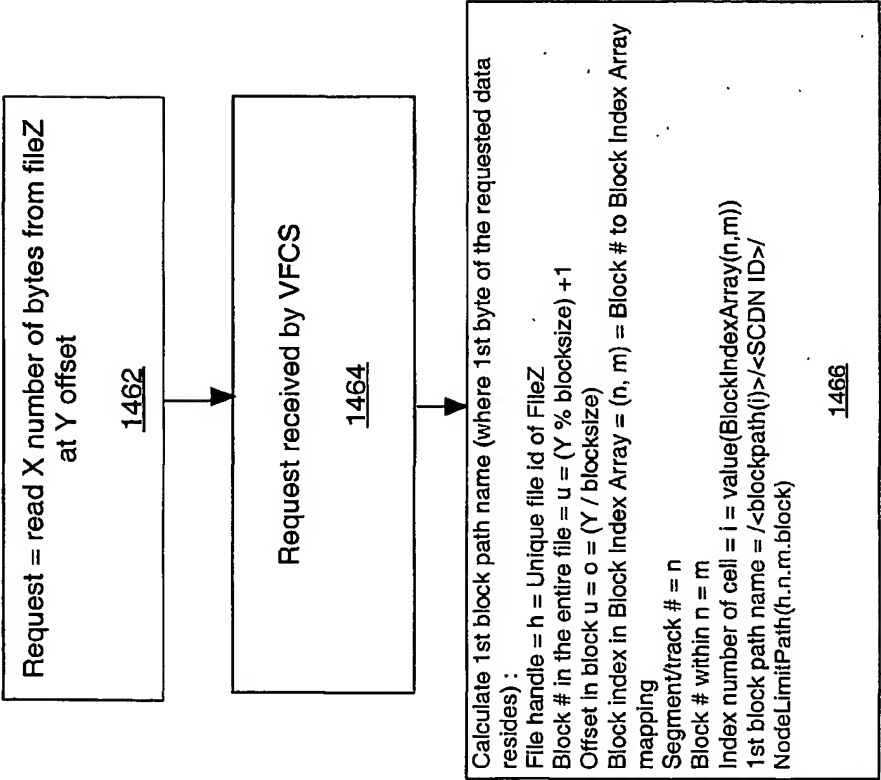 Request = read X number of bytes from fileZ
at Y offset
1462
Request received by VFCS
1464
Calculate 1st block path name (where 1st byte of the requested data
resides) :
File handle = h = Unique file id of FileZ
Block # in the entire file = u = (Y % blocksize) +1
Offset in block u = o = (Y / blocksize)
Block index in Block Index Array = (n, m) = Block # to Block Index Array
mapping
Segment/track # = n
Block # within n = m
Index number of cell = i = value(BlockIndexArray(n,m))
1st block path name = /<blockpath(i)>/<SCDN ID>/
NodeLimitPath(h.n.m.block)
1466